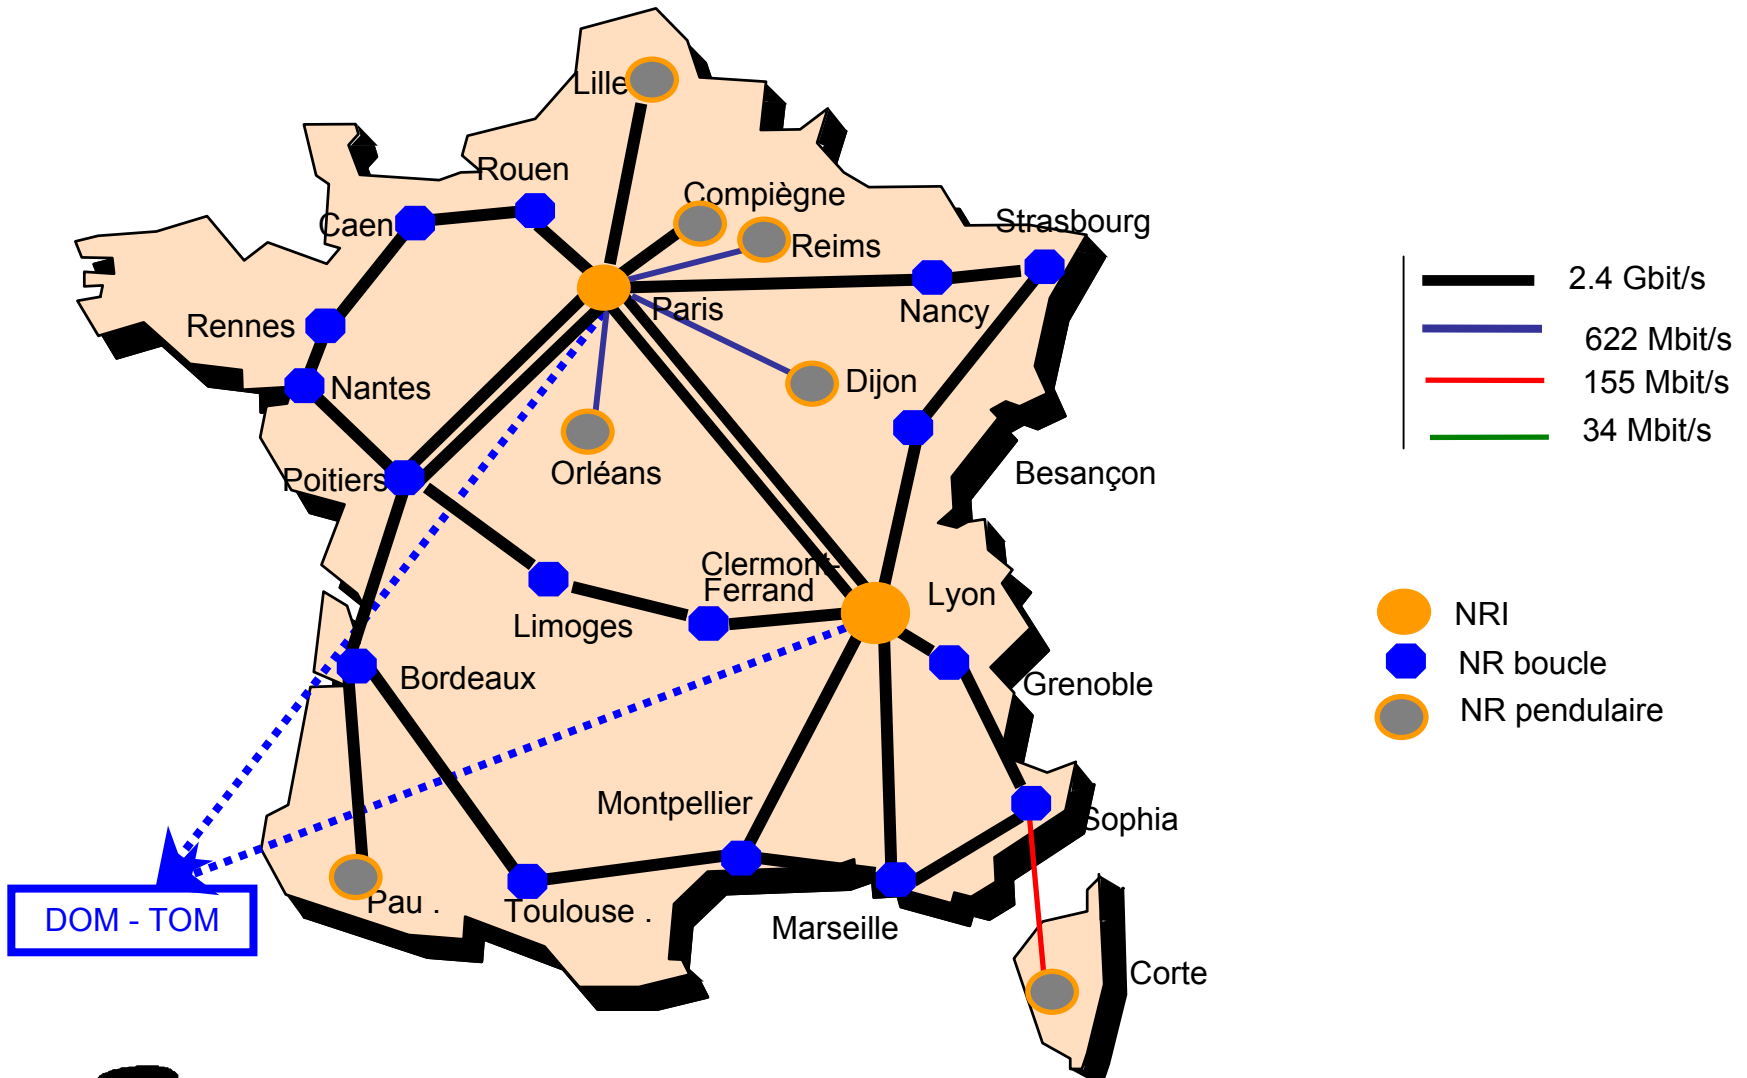 Lille
Rouen
Compiègne
Caen
Strasbourg
Reims
Paris
Nancy
Rennes
Nantes
Dijon
Poitiers
Orléans
Besançon
Clermont-
Ferrand
Lyon
Limoges
Bordeaux
Grenoble
Montpellier
Sophia
Pau .
Toulouse .
Marseille
Corte
DOM - TOM
2.4 Gbit/s
622 Mbit/s
155 Mbit/s
34 Mbit/s
NRI
NR boucle
NR pendulaire